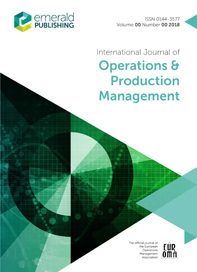 emerald
PUBLISHING
ISSN 0144-3577
Volume 00 Number 00 2018
International Journal of
Operations &
Production
Management
The official journal of
the European
Operations
Management
Association
EUR
OMA